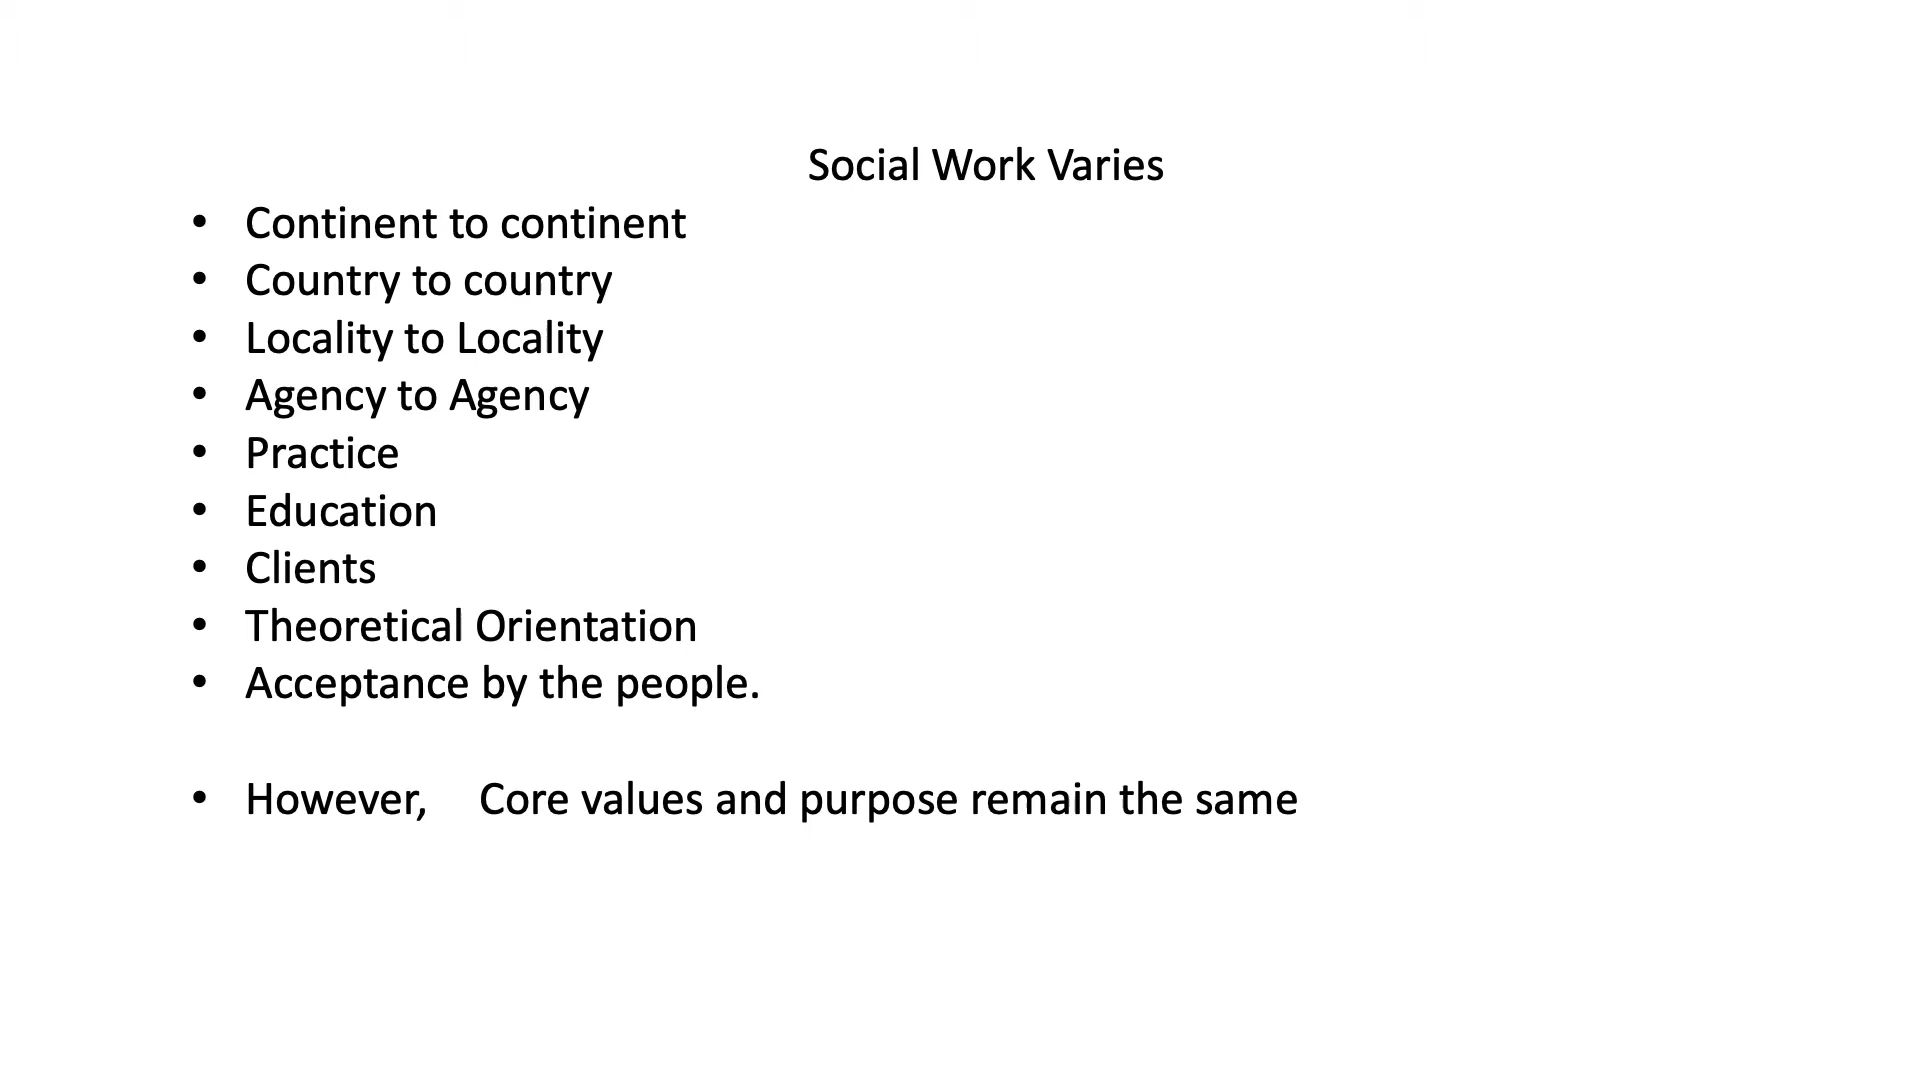 Social Work Varies
• Continent to continent
• Country to country
• Locality to Locality
• Agency to Agency
• Practice
• Education
• Clients
• Theoretical Orientation
• Acceptance by the people.
• However, Core values and purpose remain the same